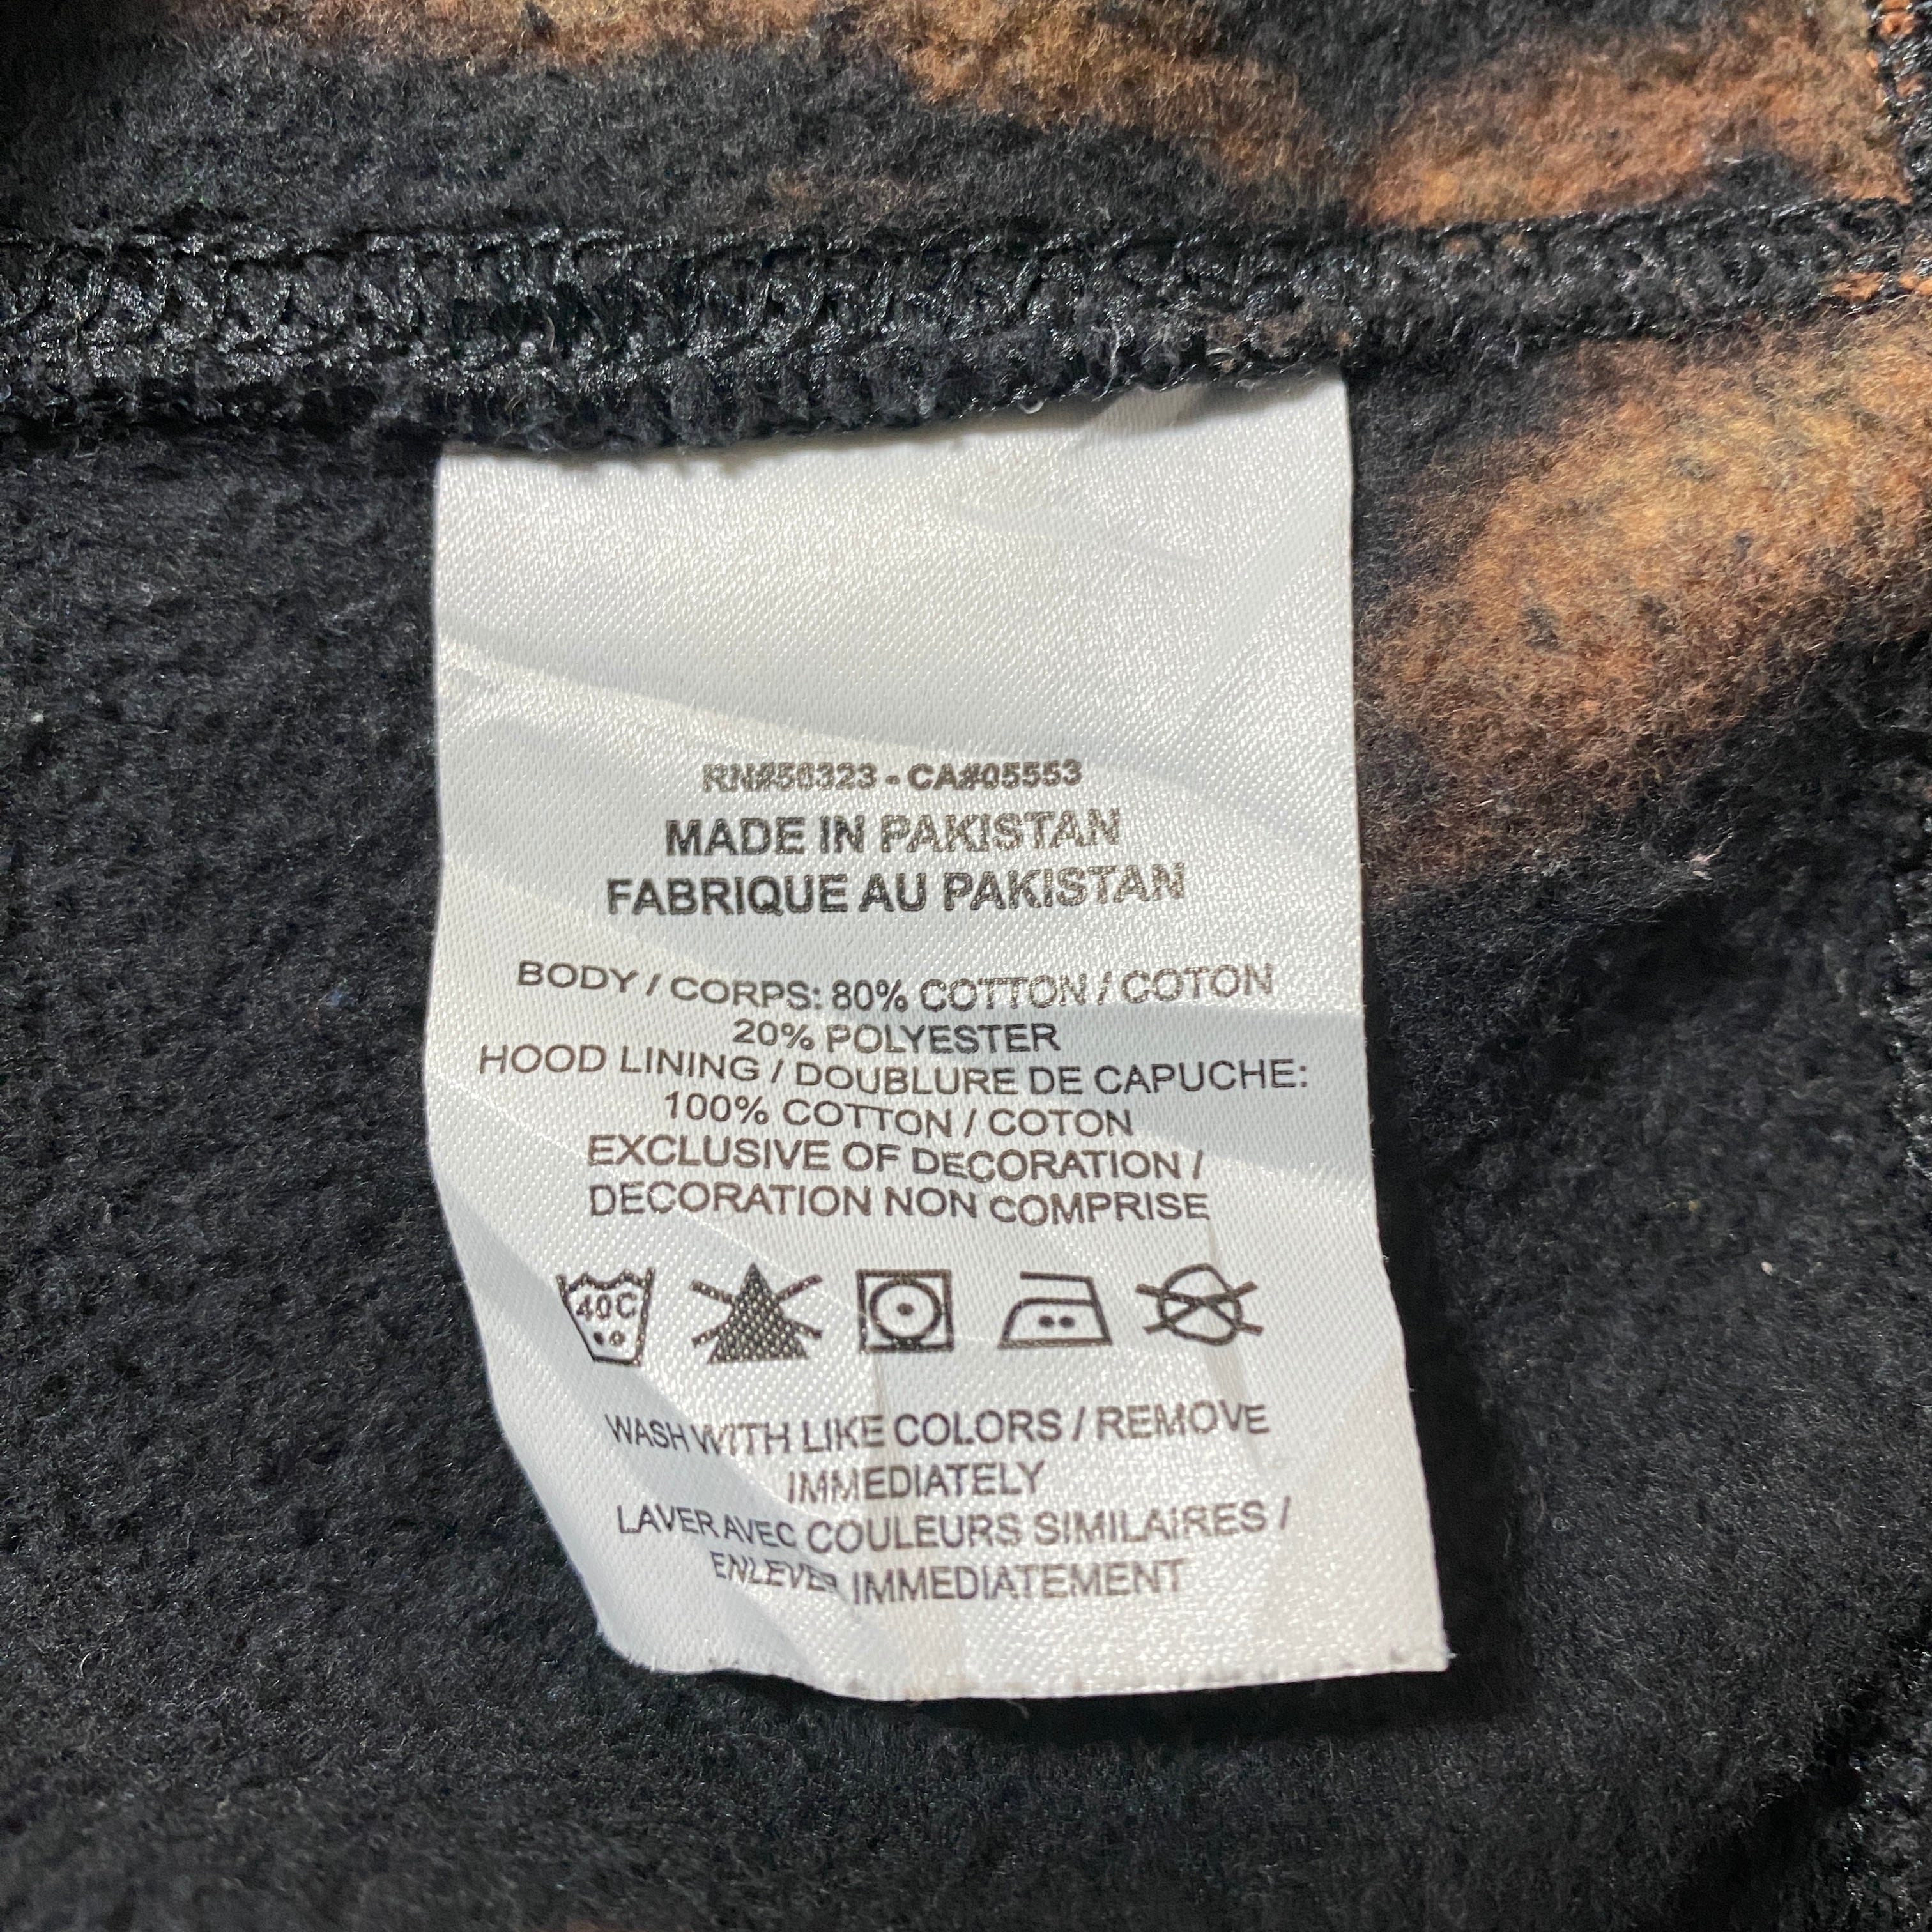 RN#56323 - CA#05553
MADE IN PAKISTAN
FABRIQUE AU PAKISTAN
BODY / CORPS: 80% COTTON / COTON
20% POLYESTER
HOOD LINING / DOUBLURE DE CAPUCHE:
100% COTTON / COTON
EXCLUSIVE OF DECORATION /
DECORATION NON COMPRISE
40C
WASH WITH LIKE COLORS / REMOVE
IMMEDIATELY
LAVER AVEC COULEURS SIMILAIRES /
ENLEVER IMMEDIATEMENT